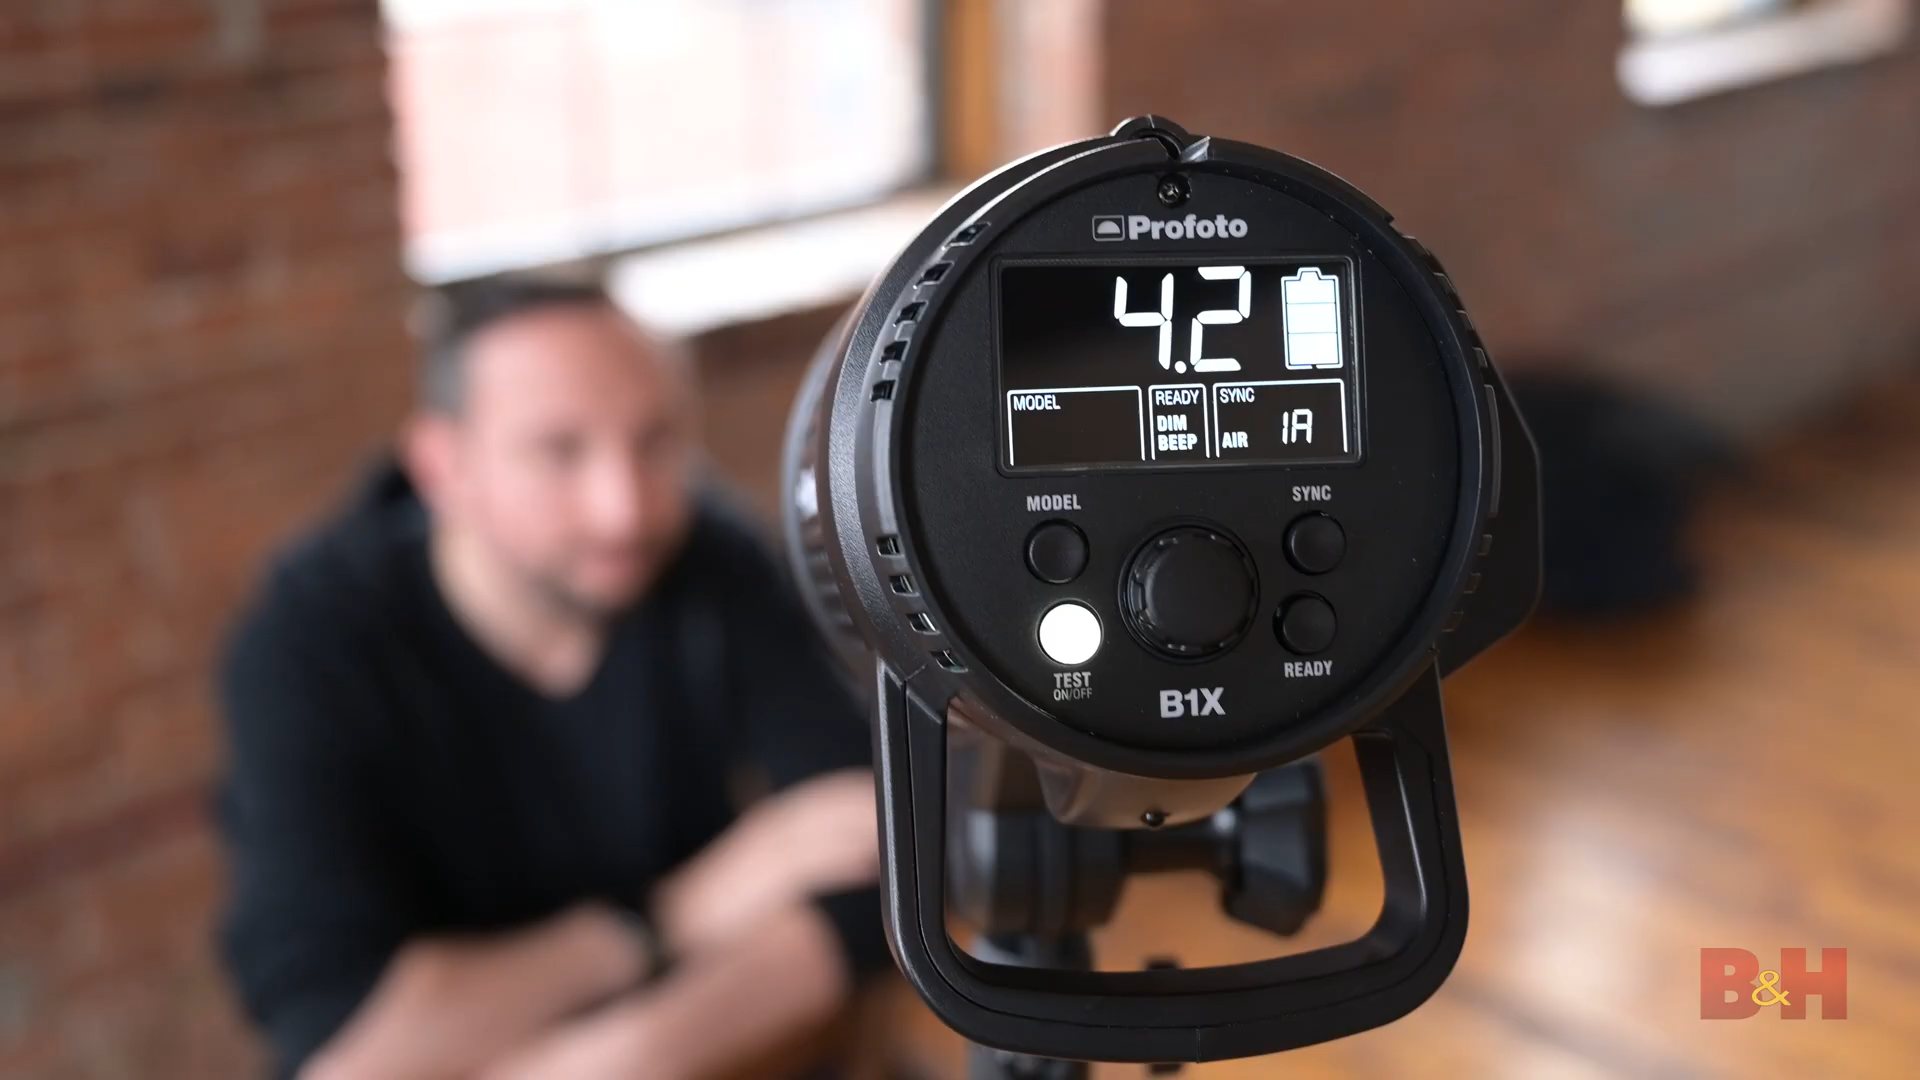 Profoto
4.2
MODEL
READY
DIM
BEEP
SYNC
AIR 1A
MODEL
SYNC
TEST
ON/OFF
READY
B1X
B&H